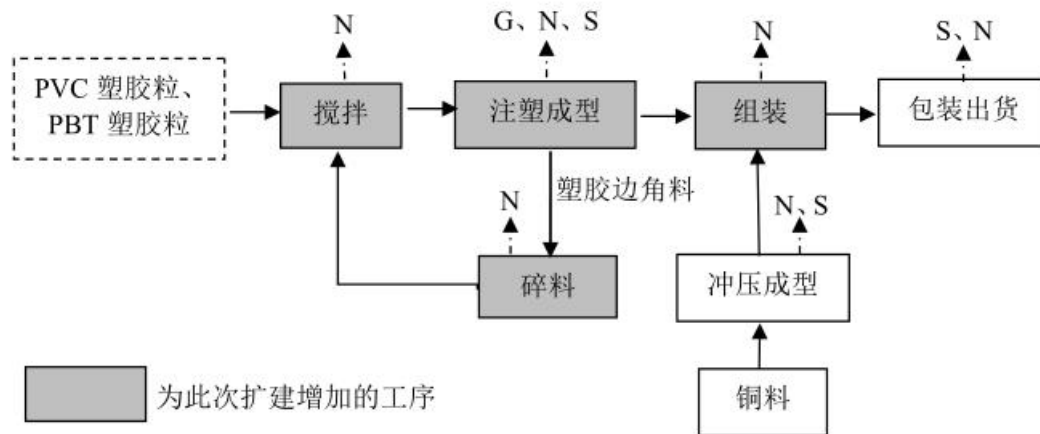 N
G、N、S
N
S、N
PVC 塑胶粒、
PBT 塑胶粒
搅拌
注塑成型
组装
包装出货
塑胶边角料
N
N、S
碎料
冲压成型
为此次扩建增加的工序
铜料